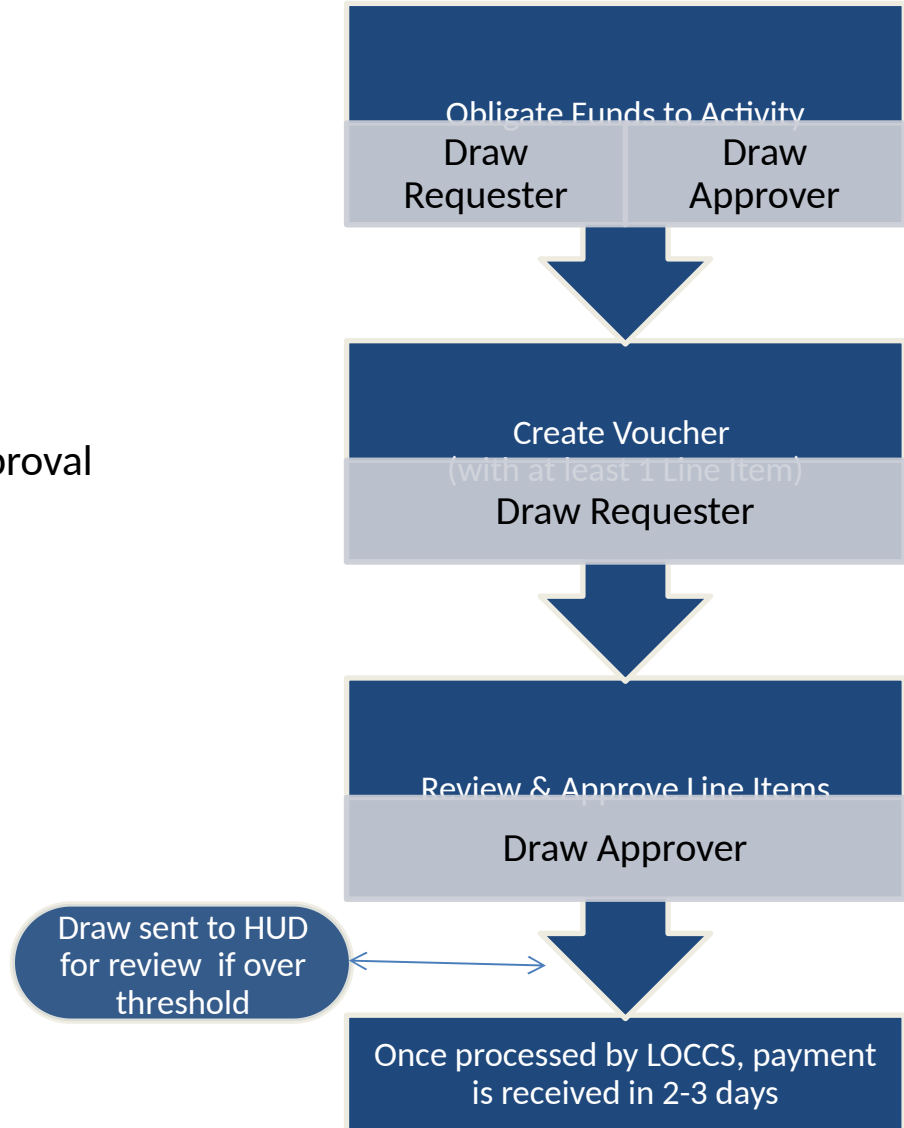 Obligate Funds to Activity
Draw
Requester
Draw
Approver
Create Voucher
(with at least 1 Line Item)
proval
Draw Requester
Review & Approve Line Items
Draw Approver
Draw sent to HUD
for review if over
threshold
Once processed by LOCCS, payment
is received in 2-3 days